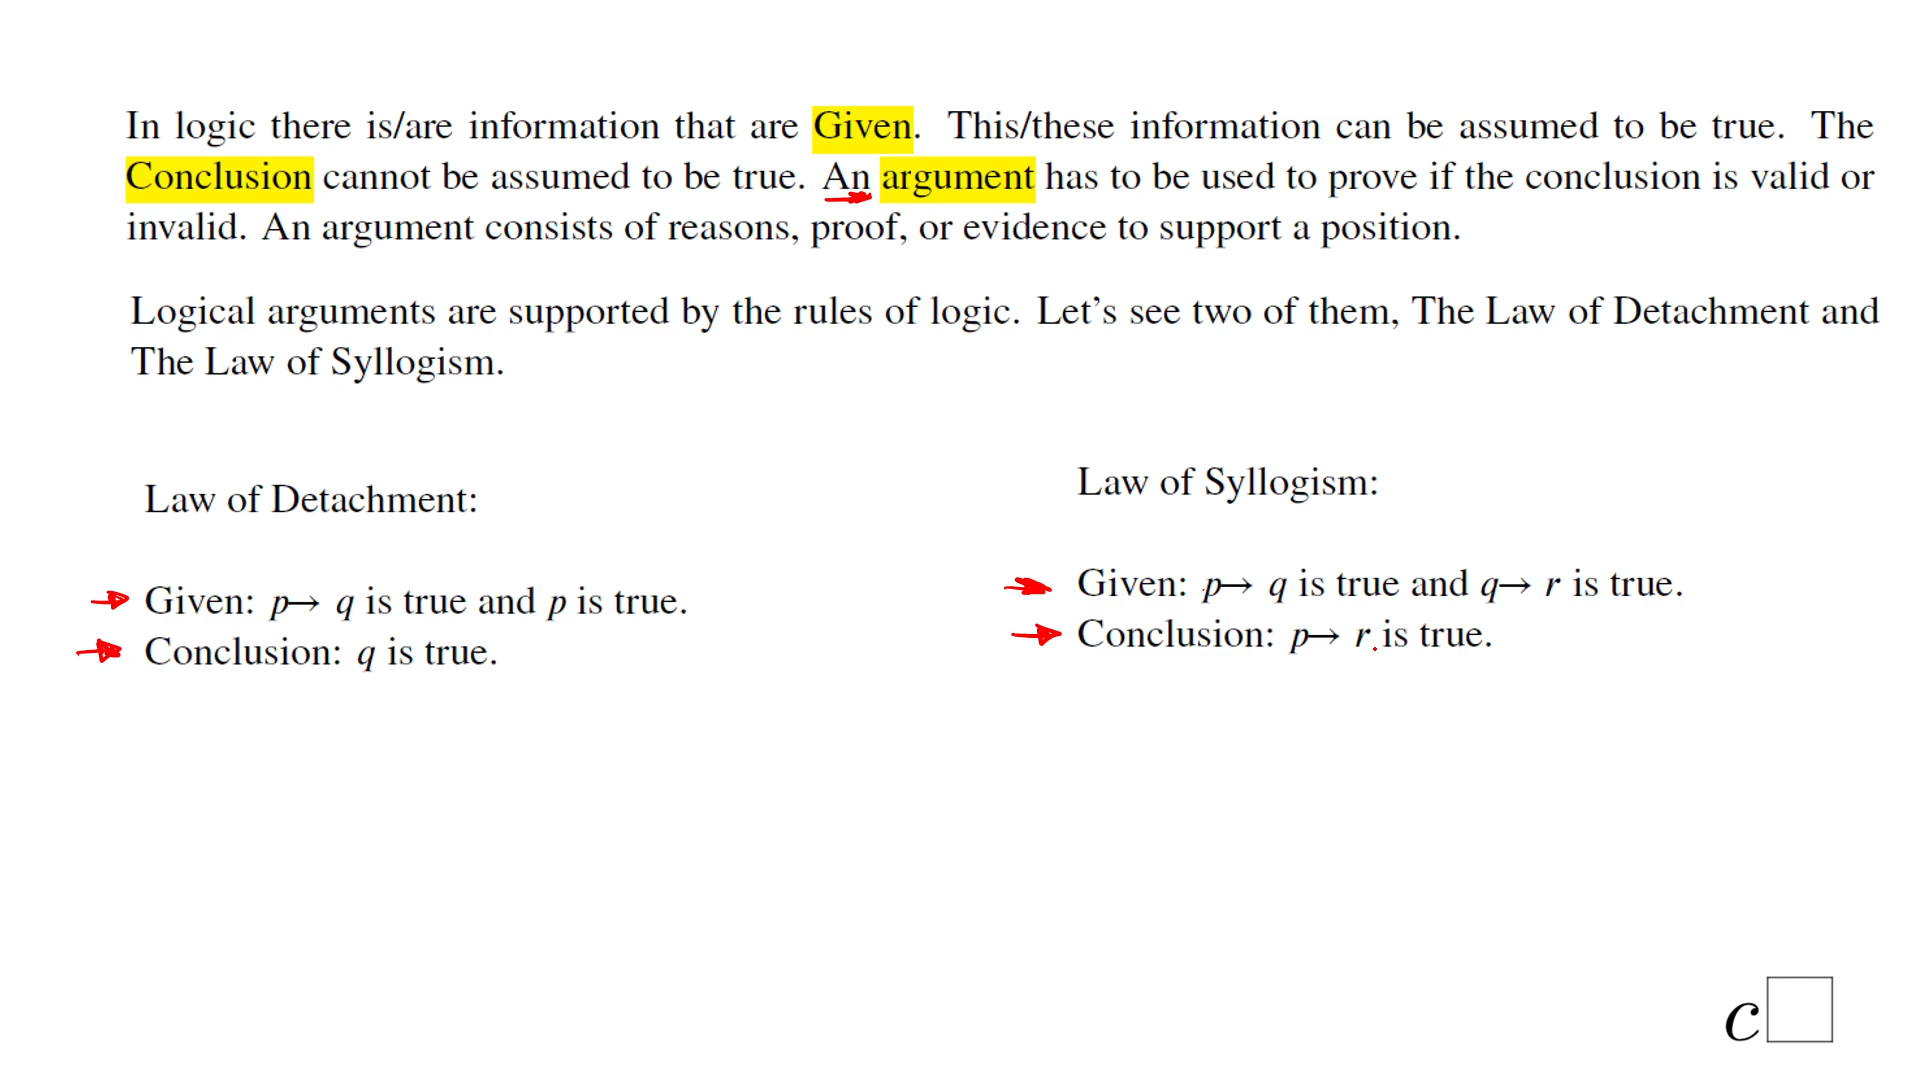 In logic there is/are information that are Given. This/these information can be assumed to be true. The
Conclusion cannot be assumed to be true. An argument has to be used to prove if the conclusion is valid or
invalid. An argument consists of reasons, proof, or evidence to support a position.
Logical arguments are supported by the rules of logic. Let's see two of them, The Law of Detachment and
The Law of Syllogism.
Law of Detachment:
Given: p→ q is true and p is true.
Conclusion: q is true.
Law of Syllogism:
Given: p→ q is true and q→ r is true.
Conclusion: p→ r is true.
c